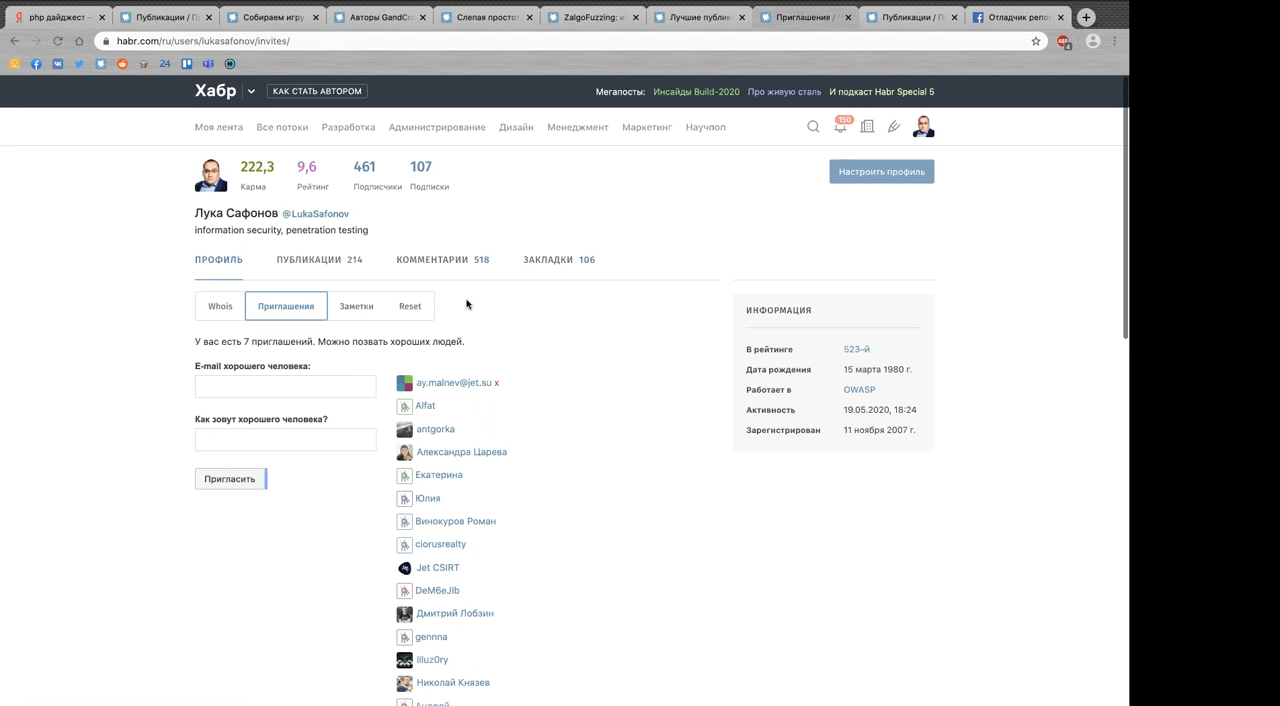 php дайджест –
Публикации / П
Собираем игру
Авторы GandCr
Слепая простот
ZalgoFuzzing: и
Лучшие публик
Приглашения /
Публикации / П
Отладчик репо
habr.com/ru/users/lukasafonov/invites/
4
24
Хабр
КАК СТАТЬ АВТОРОМ
Мегапосты: Инсайды Build-2020 Про живую сталь И подкаст Habr Special 5
Моя лента Все потоки Разработка Администрирование Дизайн Менеджмент Маркетинг Научпоп
150
222,3 9,6 461 107
Карма Рейтинг Подписчики Подписки
Настроить профиль
Лука Сафонов @LukaSafonov
information security, penetration testing
ПРОФИЛЬ ПУБЛИКАЦИИ 214 КОММЕНТАРИИ 518 ЗАКЛАДКИ 106
Whois Приглашения Заметки Reset
У вас есть 7 приглашений. Можно позвать хороших людей.
E-mail хорошего человека:
Как зовут хорошего человека?
Пригласить
ay.malnev@jet.su x
Alfat
antgorka
Александра Царева
Екатерина
Юлия
Винокуров Роман
ciorusrealty
Jet CSIRT
DeM6eJlb
Дмитрий Лобзин
gennna
Illuz0ry
Николай Князев
Андрей
ИНФОРМАЦИЯ
В рейтинге 523-й
Дата рождения 15 марта 1980 г.
Работает в OWASP
Активность 19.05.2020, 18:24
Зарегистрирован 11 ноября 2007 г.